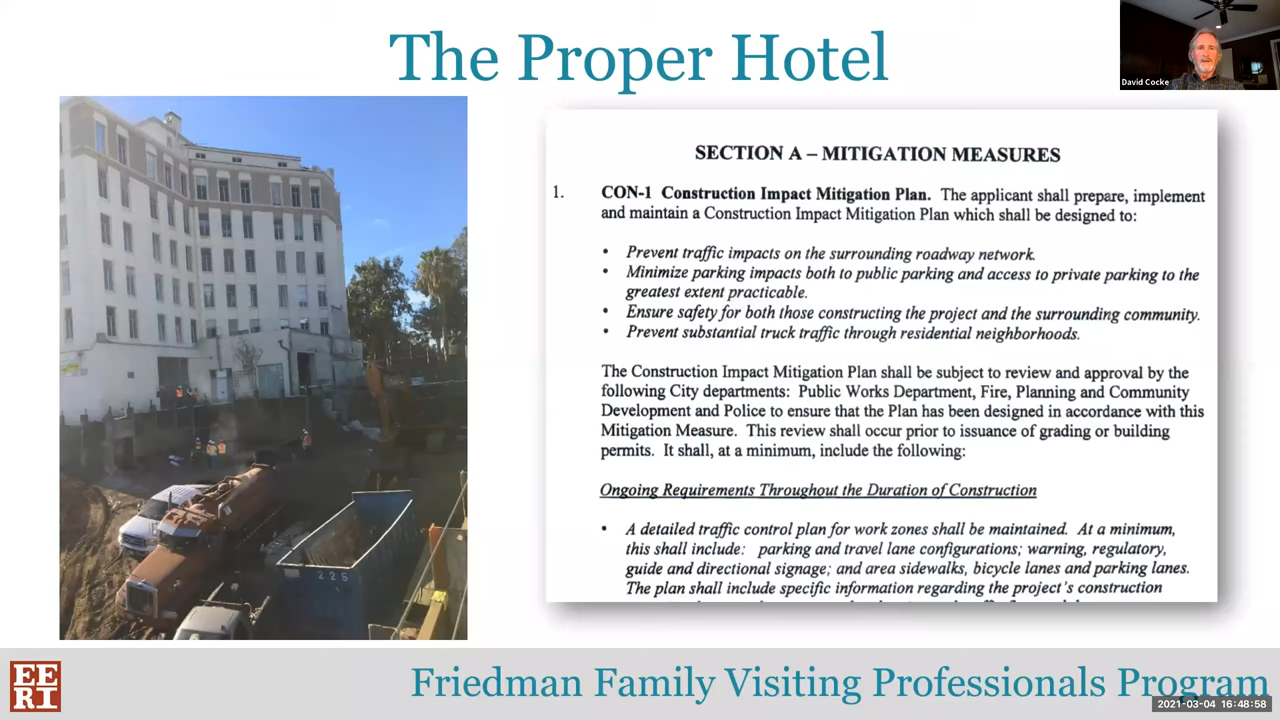 The Proper Hotel
David Cocke
SECTION A – MITIGATION MEASURES
1. CON-1 Construction Impact Mitigation Plan. The applicant shall prepare, implement
and maintain a Construction Impact Mitigation Plan which shall be designed to:
• Prevent traffic impacts on the surrounding roadway network.
• Minimize parking impacts both to public parking and access to private parking to the
greatest extent practicable.
• Ensure safety for both those constructing the project and the surrounding community.
• Prevent substantial truck traffic through residential neighborhoods.
The Construction Impact Mitigation Plan shall be subject to review and approval by the
following City departments: Public Works Department, Fire, Planning and Community
Development and Police to ensure that the Plan has been designed in accordance with this
Mitigation Measure. This review shall occur prior to issuance of grading or building
permits. It shall, at a minimum, include the following:
Ongoing Requirements Throughout the Duration of Construction
• A detailed traffic control plan for work zones shall be maintained. At a minimum,
this shall include: parking and travel lane configurations; warning, regulatory,
guide and directional signage; and area sidewalks, bicycle lanes and parking lanes.
The plan shall include specific information regarding the project's construction
225
EE
RI
Friedman Family Visiting Professionals Program
2021-03-04 16:48:58